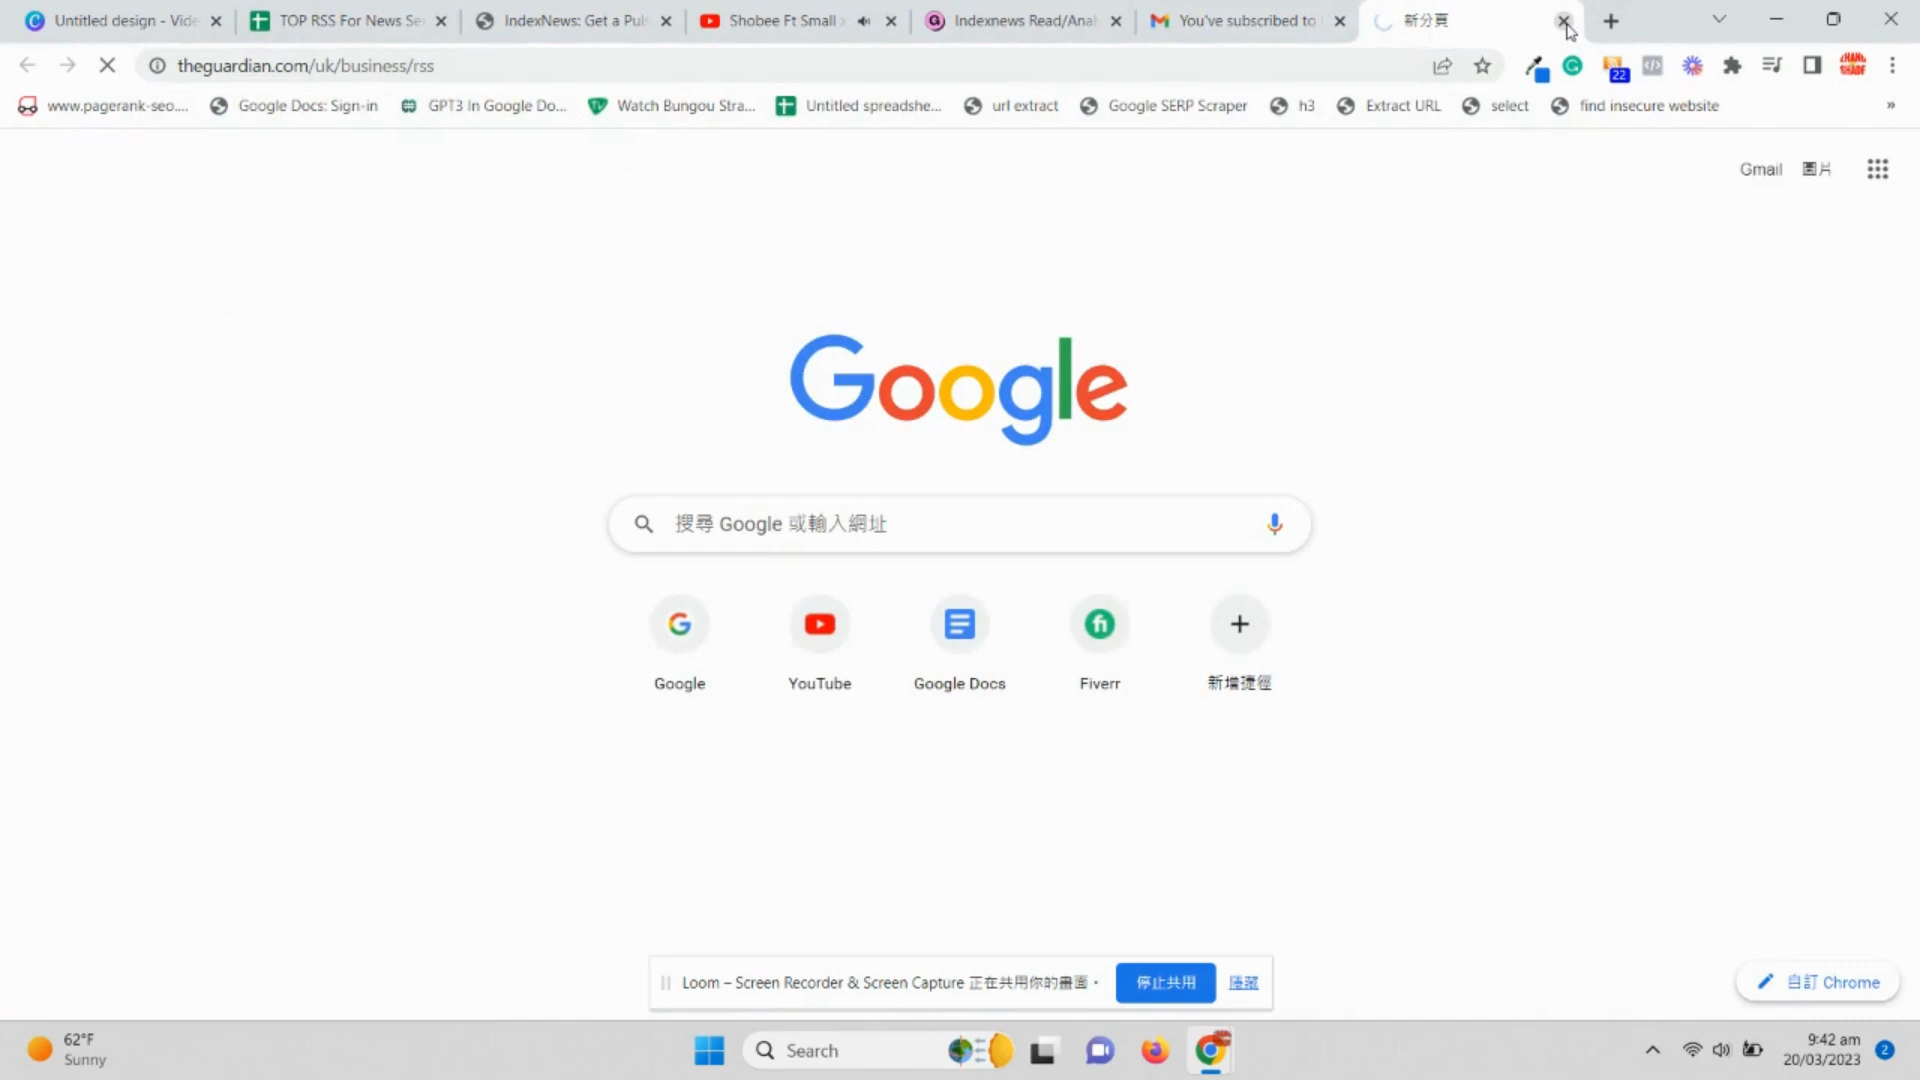 Untitled design - Vide
TOP RSS For News Se
IndexNews: Get a Pul
Shobee Ft Small
Indexnews Read/Anal
You've subscribed to
新分頁
theguardian.com/uk/business/rss
22
www.pagerank-seo....
Google Docs: Sign-in
GPT3 In Google Do...
Watch Bungou Stra...
Untitled spreadshe...
url extract
Google SERP Scraper
h3
Extract URL
select
find insecure website
Gmail
圖片
Google
搜尋 Google 或輸入網址
Google
YouTube
Google Docs
Fiverr
新增捷徑
Loom – Screen Recorder & Screen Capture 正在共用你的畫面。
停止共用
隱藏
自訂 Chrome
62°F
Sunny
Search
9:42 am
20/03/2023
2